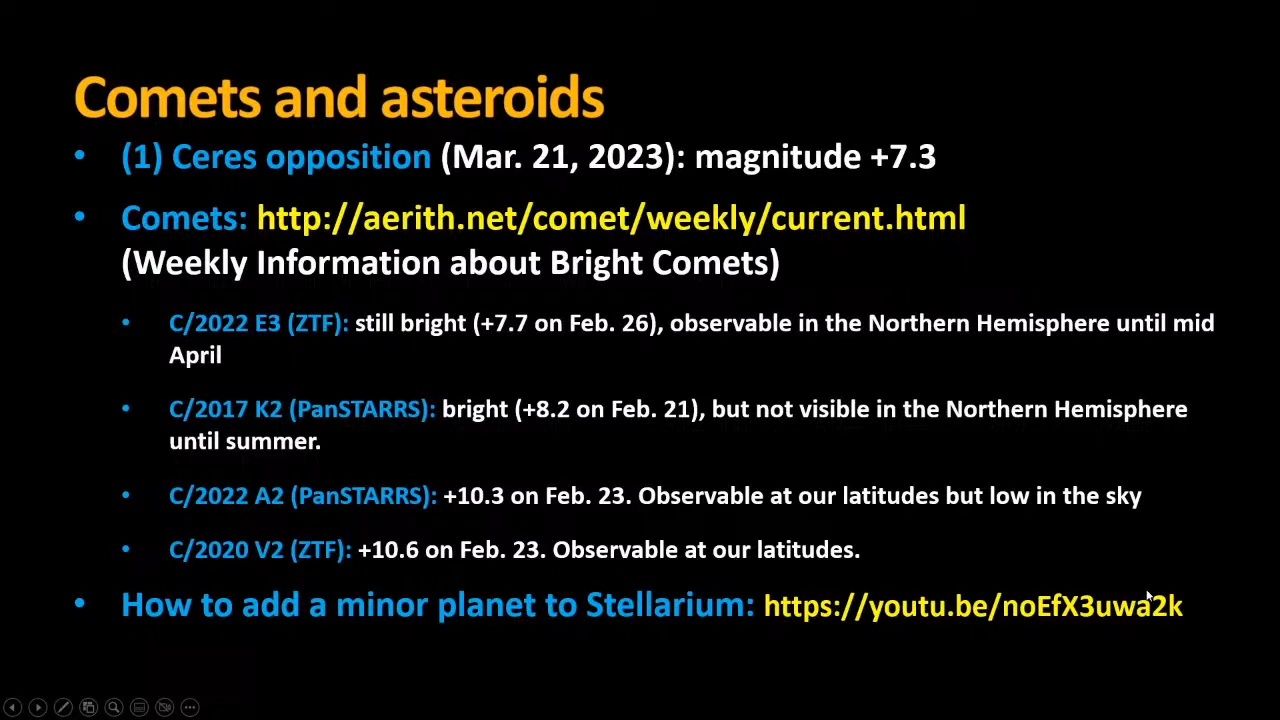 Comets and asteroids
• (1) Ceres opposition (Mar. 21, 2023): magnitude +7.3
• Comets: http://aerith.net/comet/weekly/current.html
(Weekly Information about Bright Comets)
• C/2022 E3 (ZTF): still bright (+7.7 on Feb. 26), observable in the Northern Hemisphere until mid
April
• C/2017 K2 (PanSTARRS): bright (+8.2 on Feb. 21), but not visible in the Northern Hemisphere
until summer.
• C/2022 A2 (PanSTARRS): +10.3 on Feb. 23. Observable at our latitudes but low in the sky
• C/2020 V2 (ZTF): +10.6 on Feb. 23. Observable at our latitudes.
• How to add a minor planet to Stellarium: https://youtu.be/noEfX3uwa2k